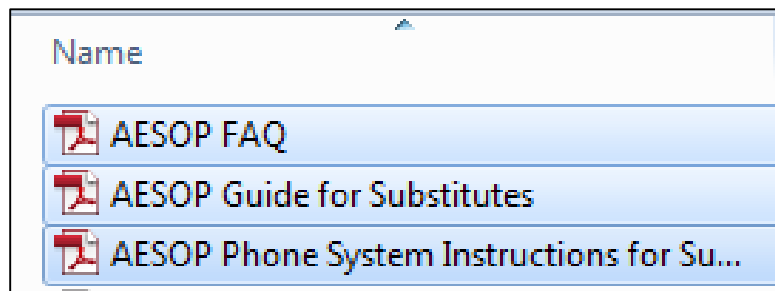 Name
AESOP FAQ
AESOP Guide for Substitutes
AESOP Phone System Instructions for Su...